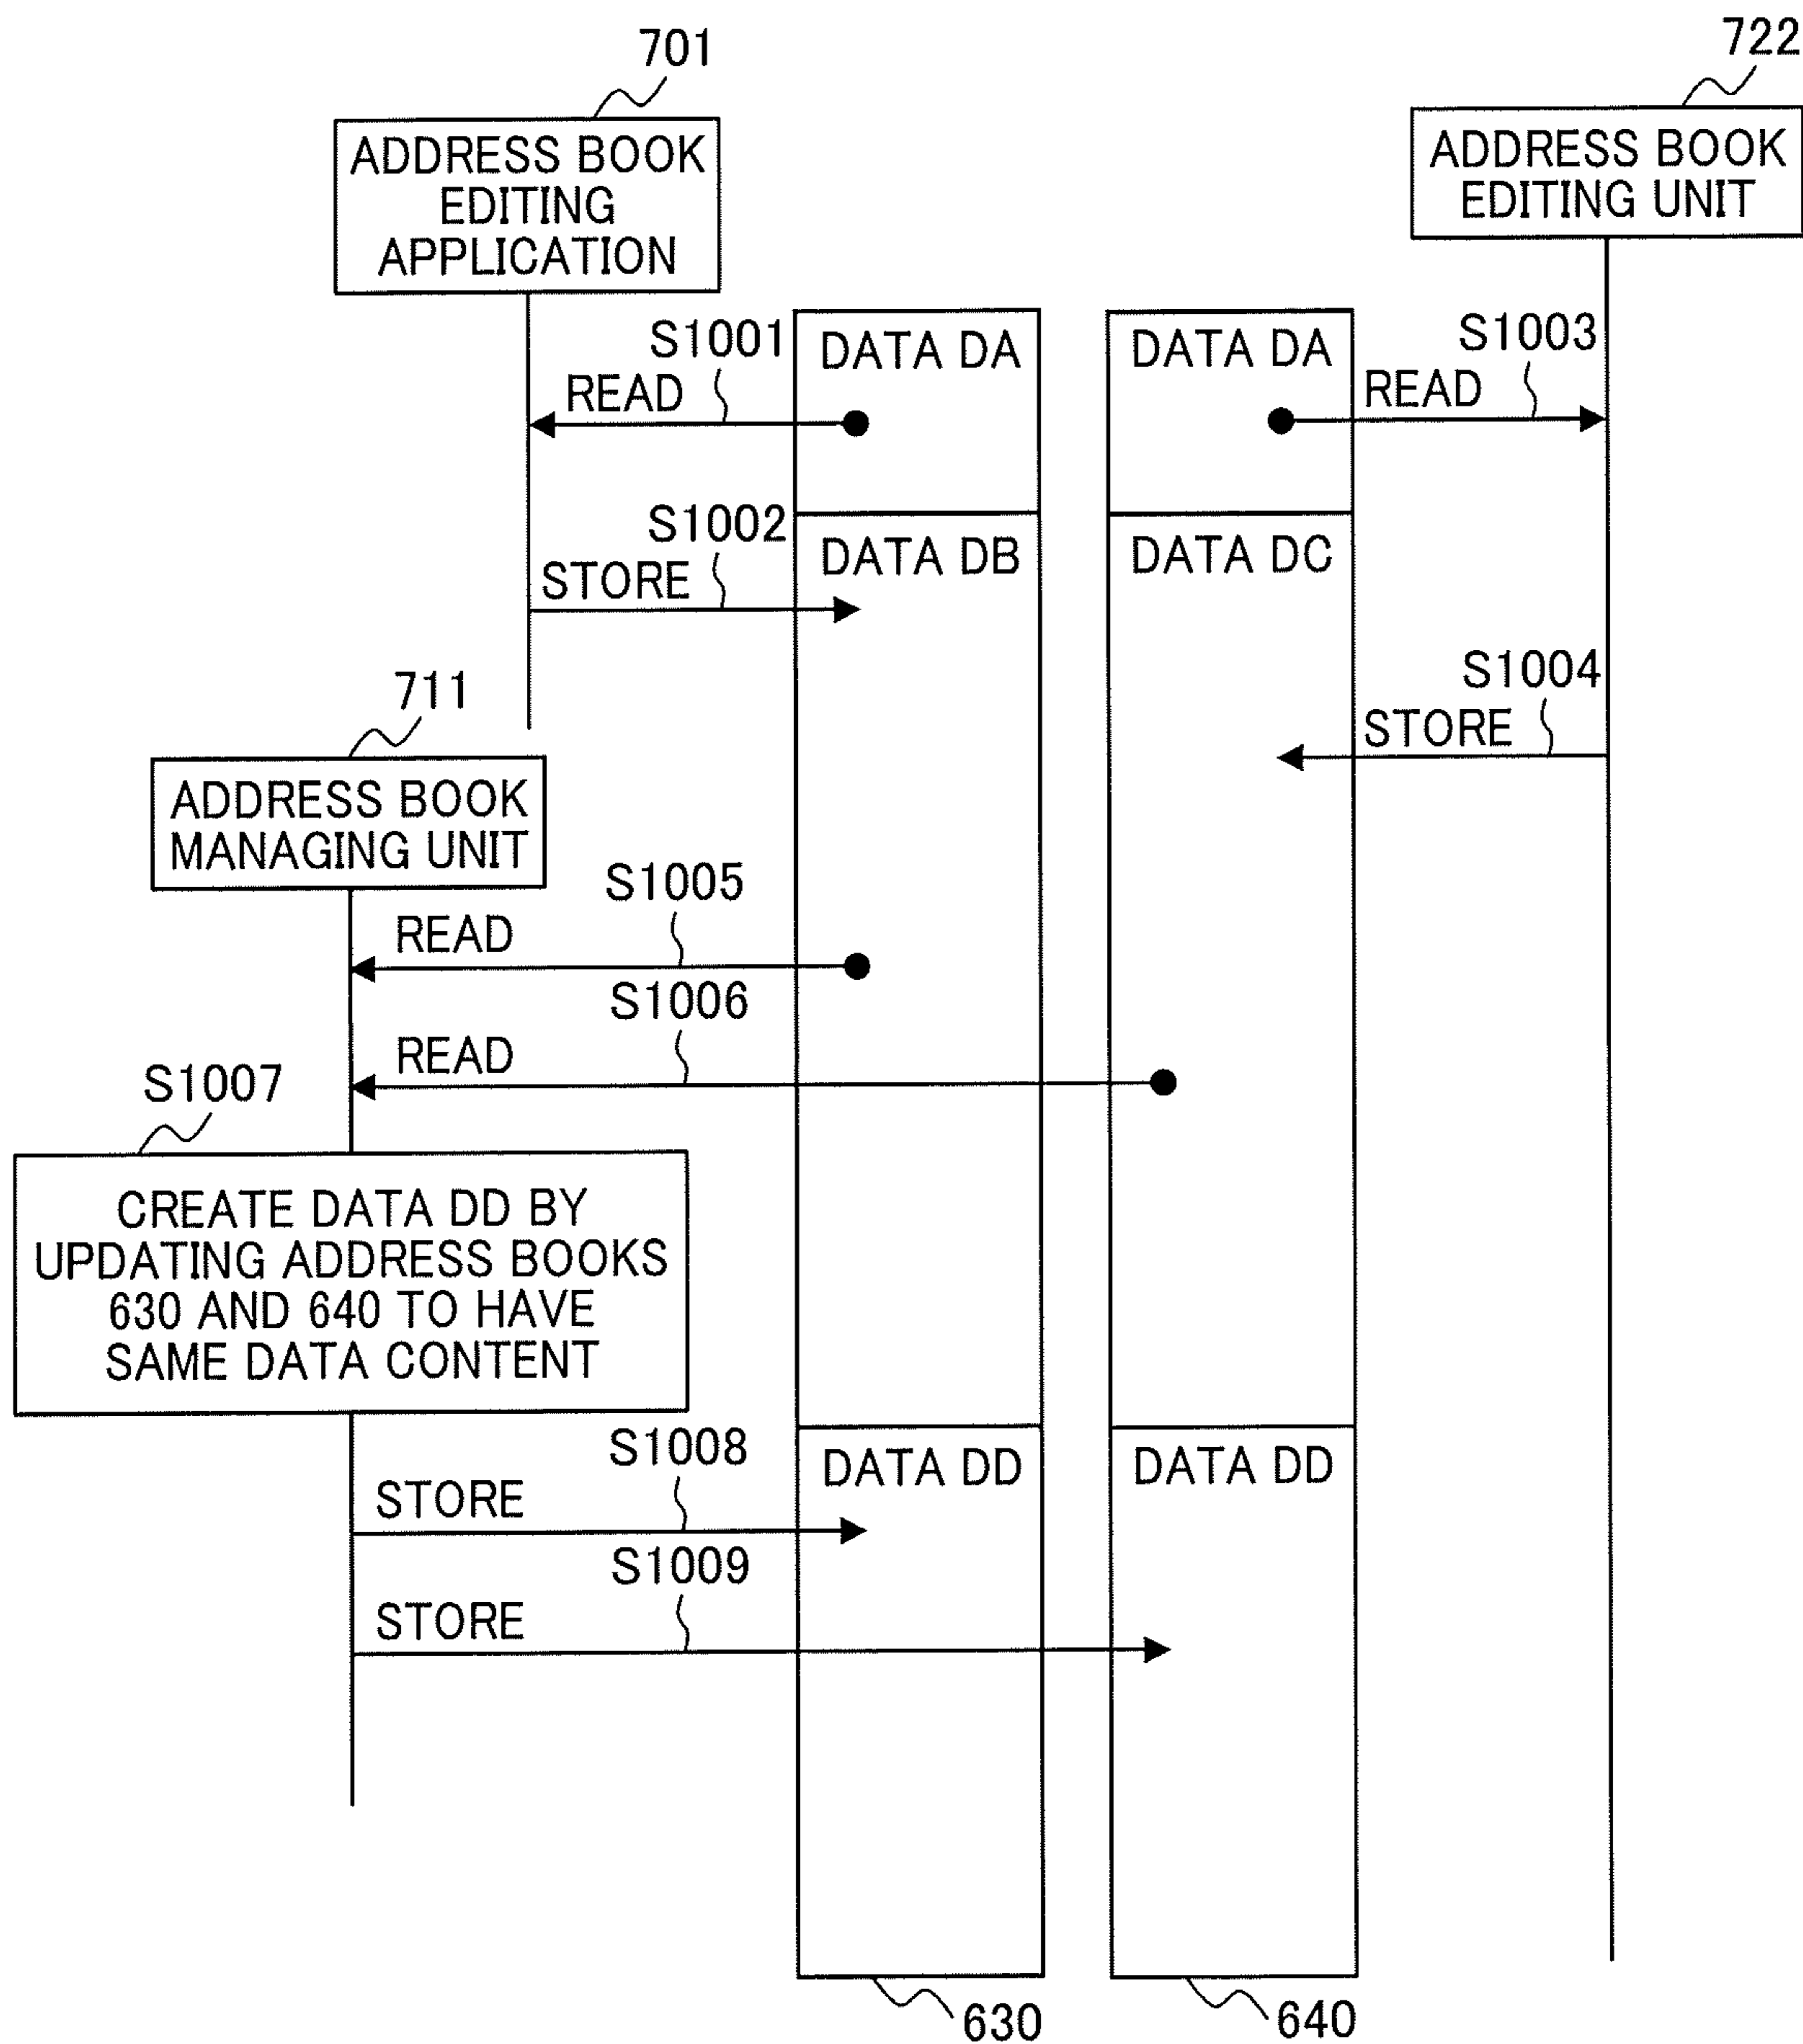 701
722
ADDRESS BOOK
EDITING
APPLICATION
ADDRESS BOOK
EDITING UNIT
S1001
READ
DATA DA
DATA DA
S1003
READ
S1002
STORE
DATA DB
DATA DC
S1004
STORE
711
ADDRESS BOOK
MANAGING UNIT
S1005
READ
S1006
READ
S1007
CREATE DATA DD BY
UPDATING ADDRESS BOOKS
630 AND 640 TO HAVE
SAME DATA CONTENT
S1008
STORE
DATA DD
DATA DD
S1009
STORE
630
640